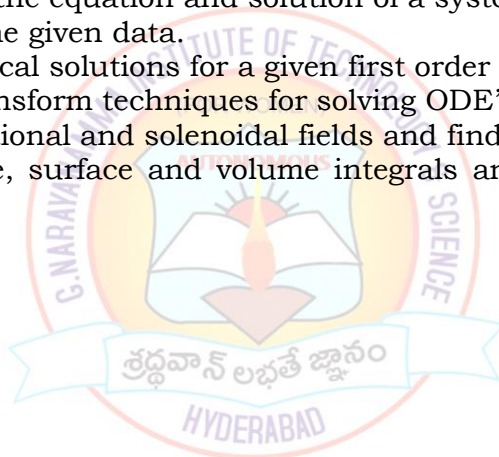 the equation and solution of a syste
ne given data.
cal solutions for a given first order
nsform techniques for solving ODE'
ional and solenoidal fields and find
e, surface and volume integrals an
G.NARAYANAMMA INSTITUTE OF TECHNOLOGY & SCIENCE
AUTONOMOUS
శ్రద్ధవాన్ లభతే జ్ఞానం
HYDERABAD